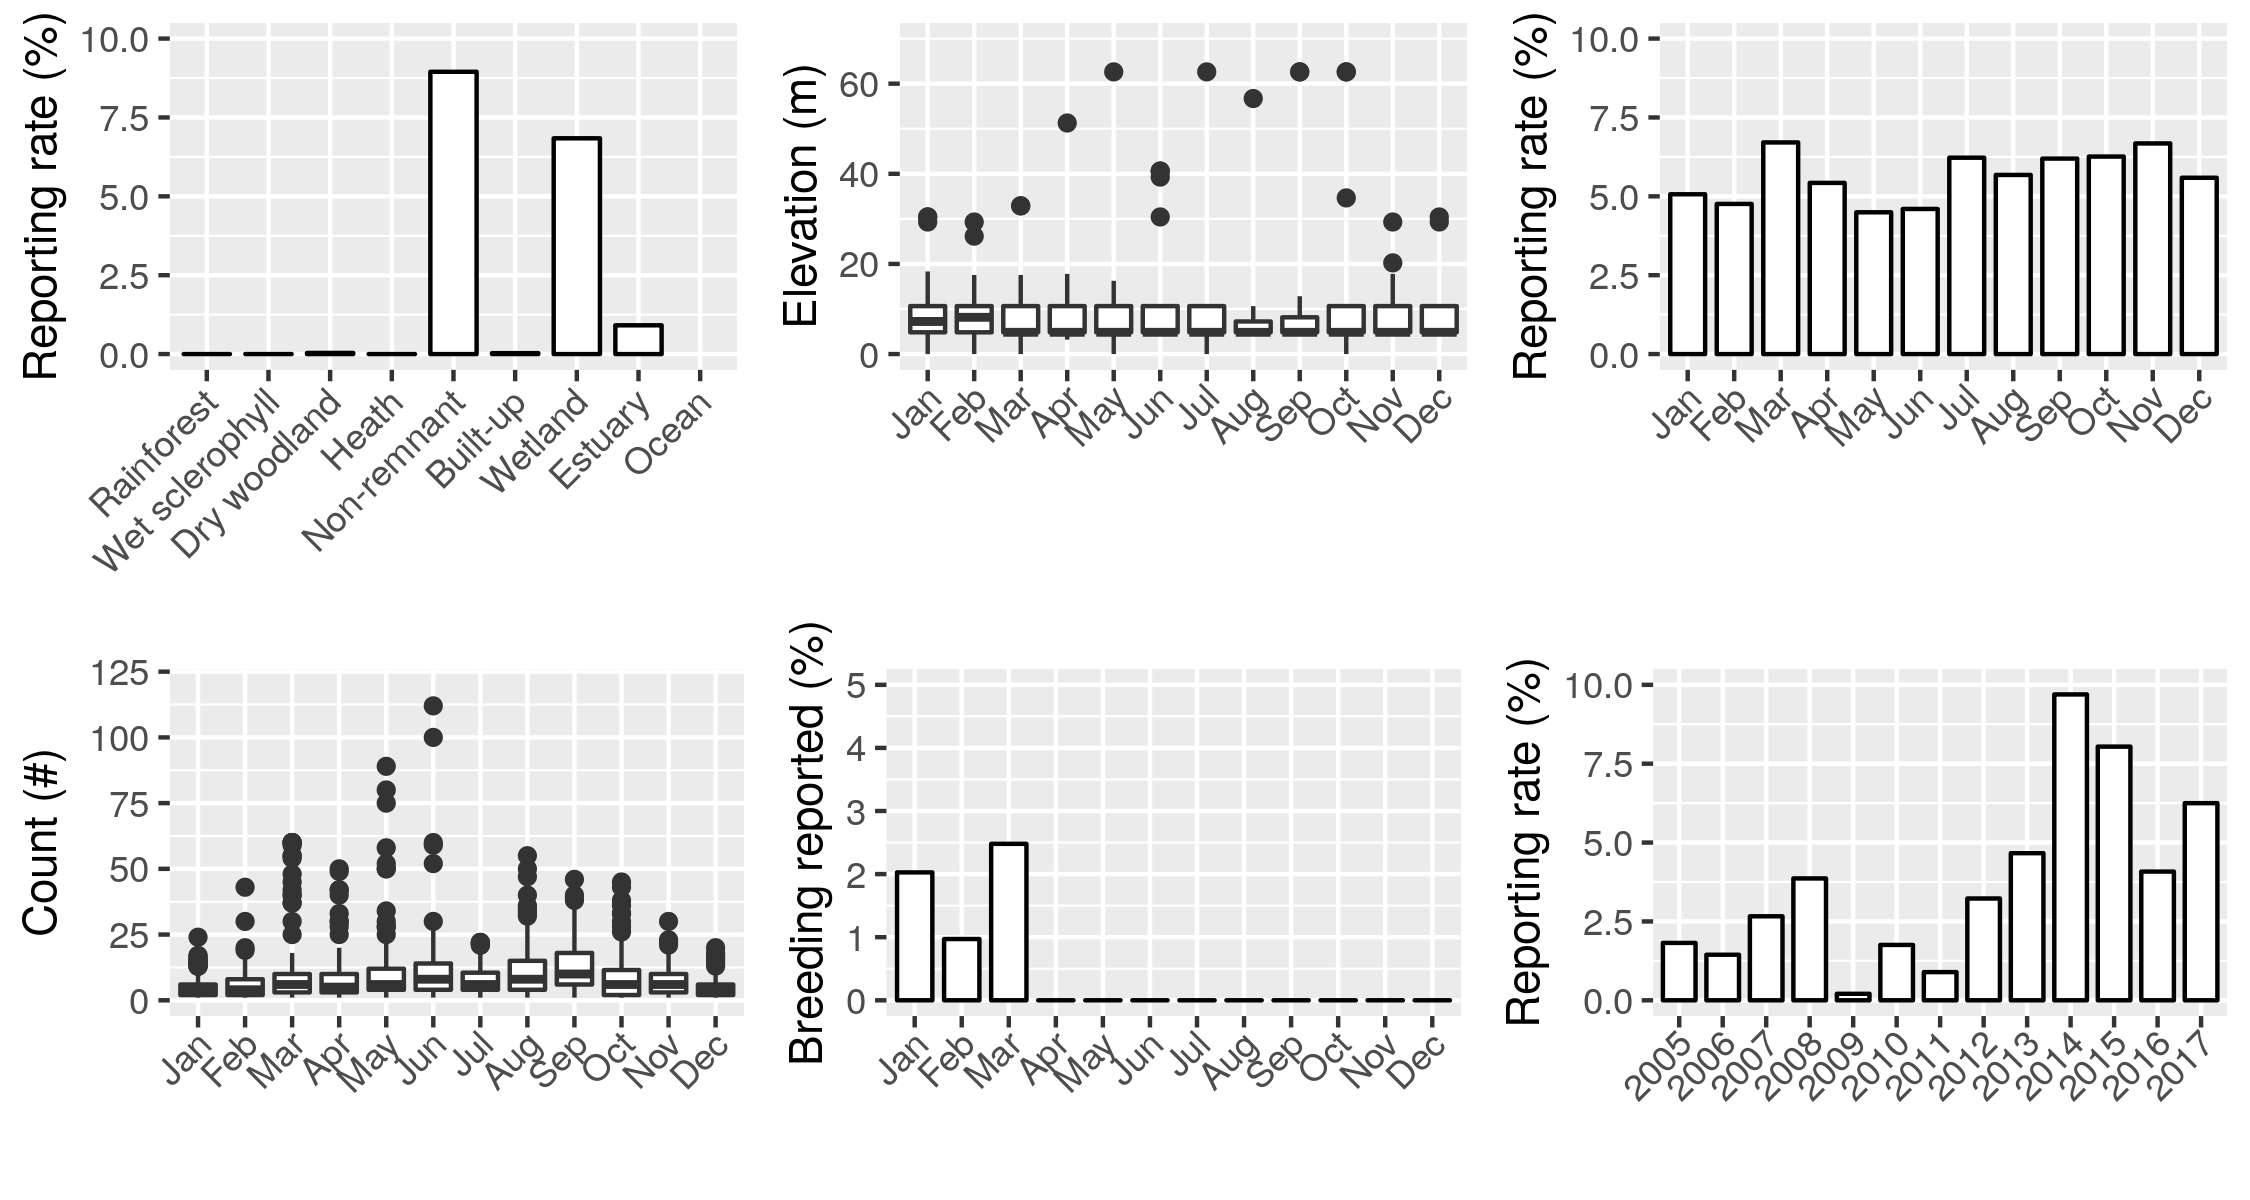 Reporting rate (%)
10.0
7.5
5.0
2.5
0.0
Rainforest
Wet sclerophyll
Dry woodland
Heath
Non-remnant
Built-up
Wetland
Estuary
Ocean
Elevation (m)
60
40
20
0
Jan
Feb
Mar
Apr
May
Jun
Jul
Aug
Sep
Oct
Nov
Dec
Reporting rate (%)
10.0
7.5
5.0
2.5
0.0
Jan
Feb
Mar
Apr
May
Jun
Jul
Aug
Sep
Oct
Nov
Dec
Count (#)
125
100
75
50
25
0
Jan
Feb
Mar
Apr
May
Jun
Jul
Aug
Sep
Oct
Nov
Dec
Breeding reported (%)
5
4
3
2
1
0
Jan
Feb
Mar
Apr
May
Jun
Jul
Aug
Sep
Oct
Nov
Dec
Reporting rate (%)
10.0
7.5
5.0
2.5
0.0
2005
2006
2007
2008
2009
2010
2011
2012
2013
2014
2015
2016
2017